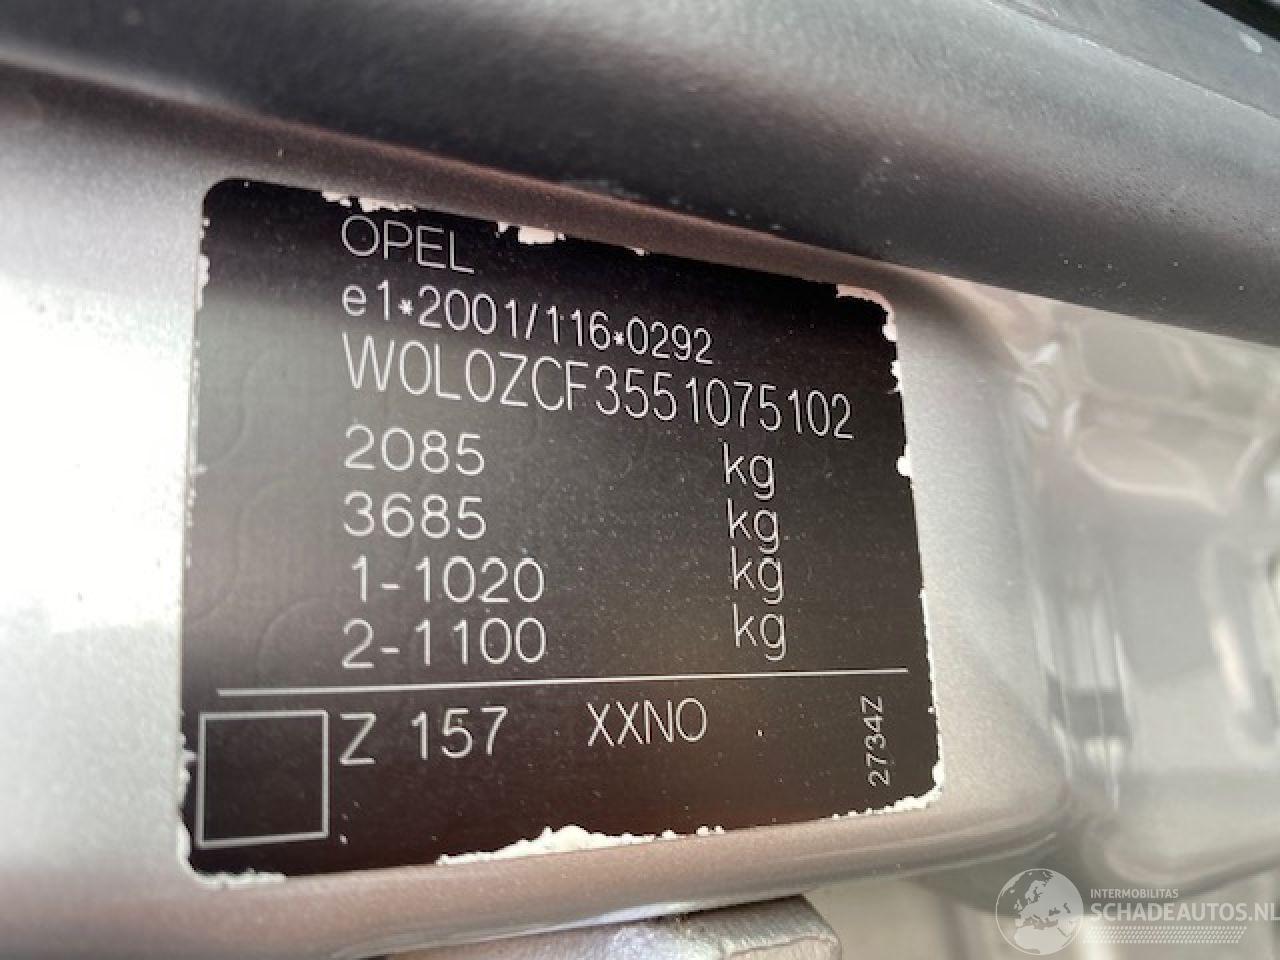 OPEL
e1*2001/116*0292
W0L0ZCF3551075102
2085 kg
3685 kg
1-1020 kg
2-1100 kg
Z 157 XXNO
2734Z
INTERMOBILITAS
SCHADEAUTOS.NL